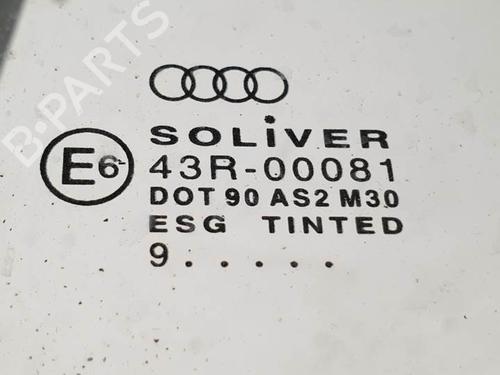 SOLiVER
E6 43R-00081
DOT 90 AS2 M30
ESG TINTED
9.....
B-PARTS